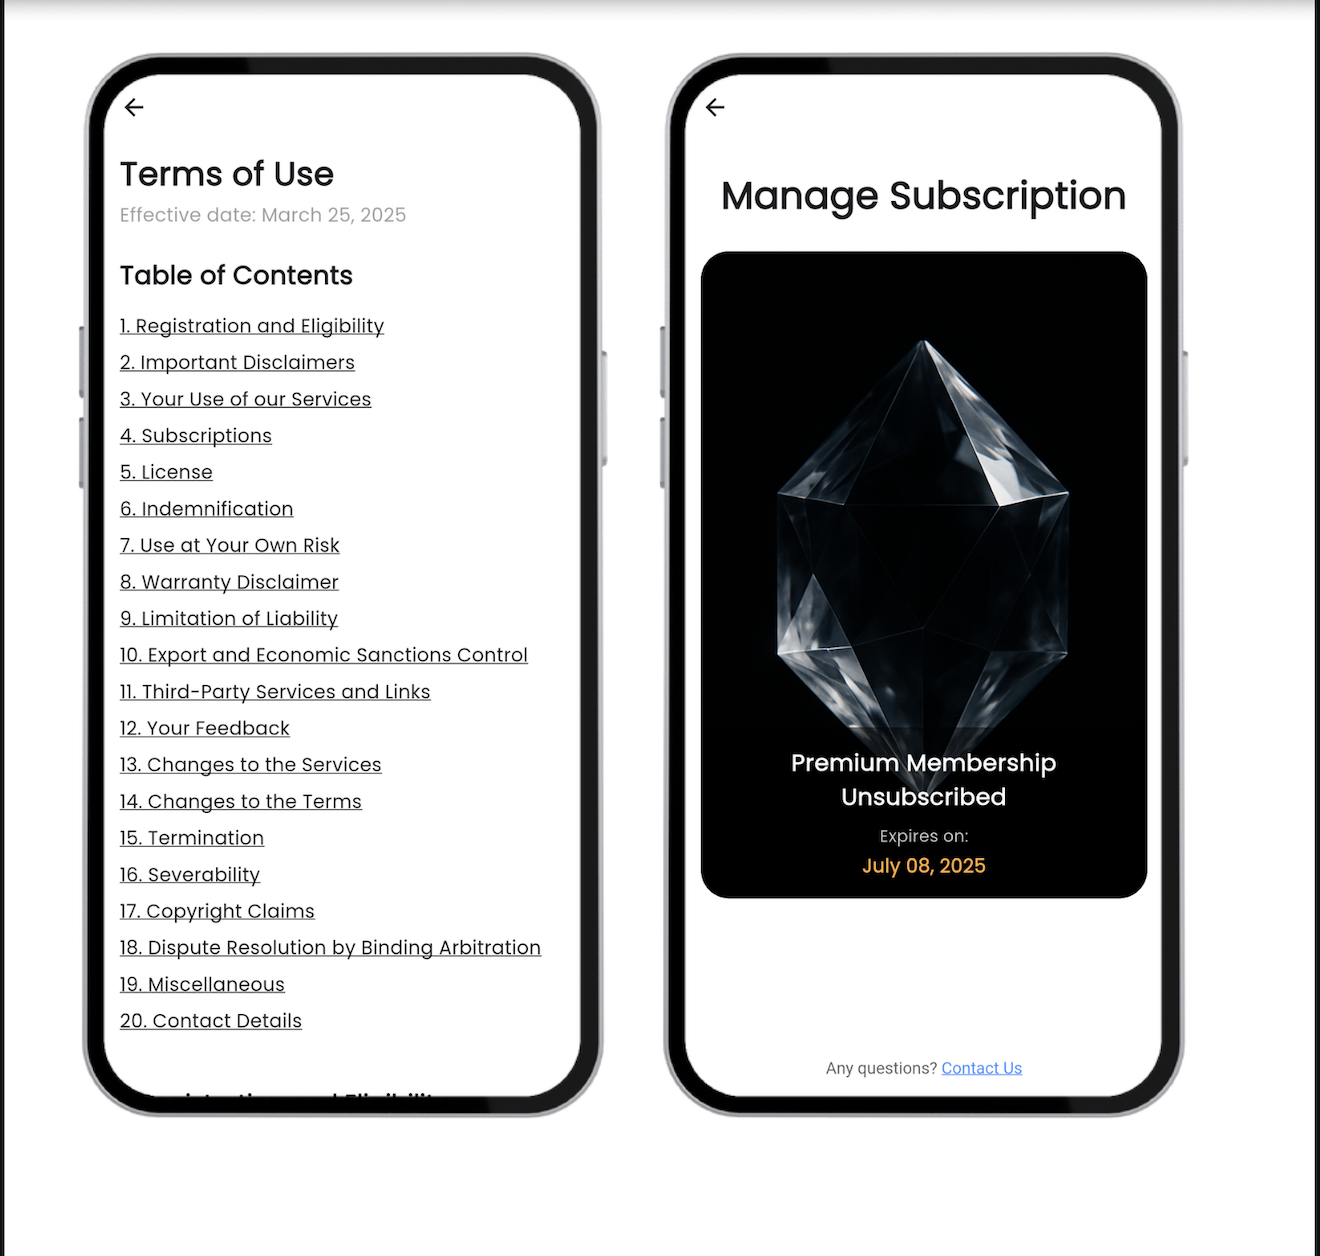 Terms of Use
Effective date: March 25, 2025
Table of Contents
1. Registration and Eligibility
2. Important Disclaimers
3. Your Use of our Services
4. Subscriptions
5. License
6. Indemnification
7. Use at Your Own Risk
8. Warranty Disclaimer
9. Limitation of Liability
10. Export and Economic Sanctions Control
11. Third-Party Services and Links
12. Your Feedback
13. Changes to the Services
14. Changes to the Terms
15. Termination
16. Severability
17. Copyright Claims
18. Dispute Resolution by Binding Arbitration
19. Miscellaneous
20. Contact Details
Manage Subscription
Premium Membership
Unsubscribed
Expires on:
July 08, 2025
Any questions? Contact Us